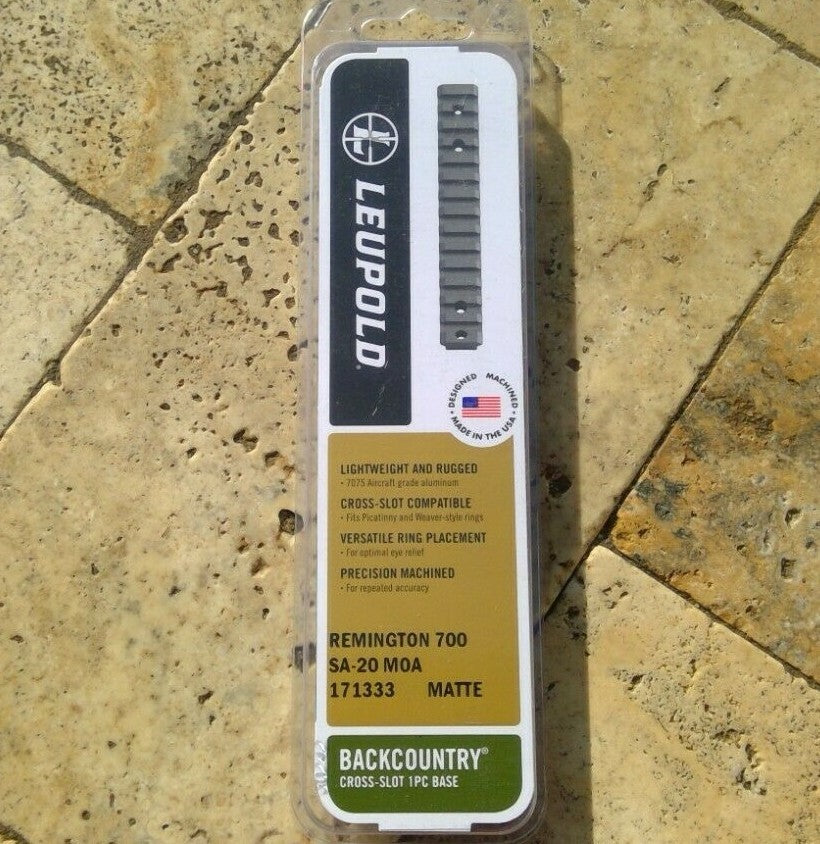 LEUPOLD
DESIGNED MACHINED
MADE IN THE USA
LIGHTWEIGHT AND RUGGED
• 7075 Aircraft grade aluminum
CROSS-SLOT COMPATIBLE
• Fits Picatinny and Weaver-style rings
VERSATILE RING PLACEMENT
• For optimal eye relief
PRECISION MACHINED
• For repeated accuracy
REMINGTON 700
SA-20 MOA
171333 MATTE
BACKCOUNTRY®
CROSS-SLOT 1PC BASE